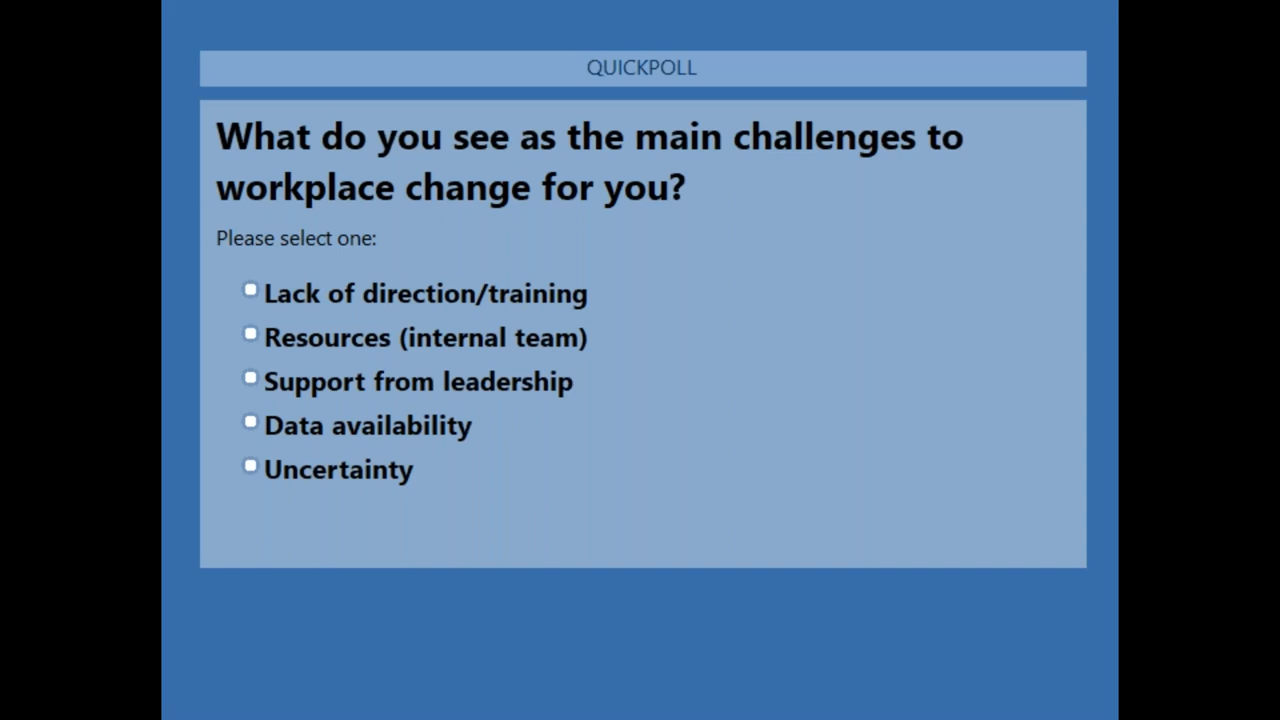 QUICKPOLL
What do you see as the main challenges to
workplace change for you?
Please select one:
Lack of direction/training
Resources (internal team)
Support from leadership
Data availability
Uncertainty